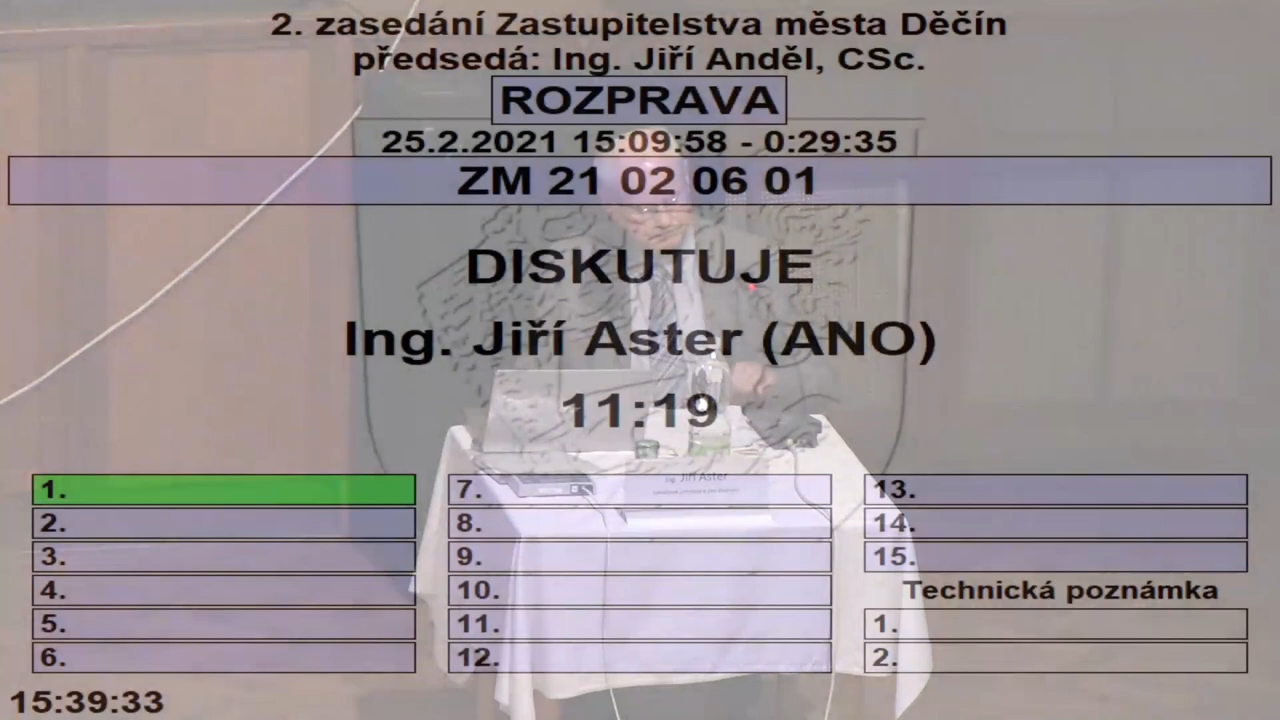 2. zasedání Zastupitelstva města Děčín
předsedá: Ing. Jiří Anděl, CSc.
ROZPRAVA
25.2.2021 15:09:58 - 0:29:35
ZM 21 02 06 01
DISKUTUJE
Ing. Jiří Aster (ANO)
11:19
1.
2.
3.
4.
5.
6.
7.
8.
9.
10.
11.
12.
13.
14.
15.
Technická poznámka
1.
2.
Jiří Aster
15:39:33